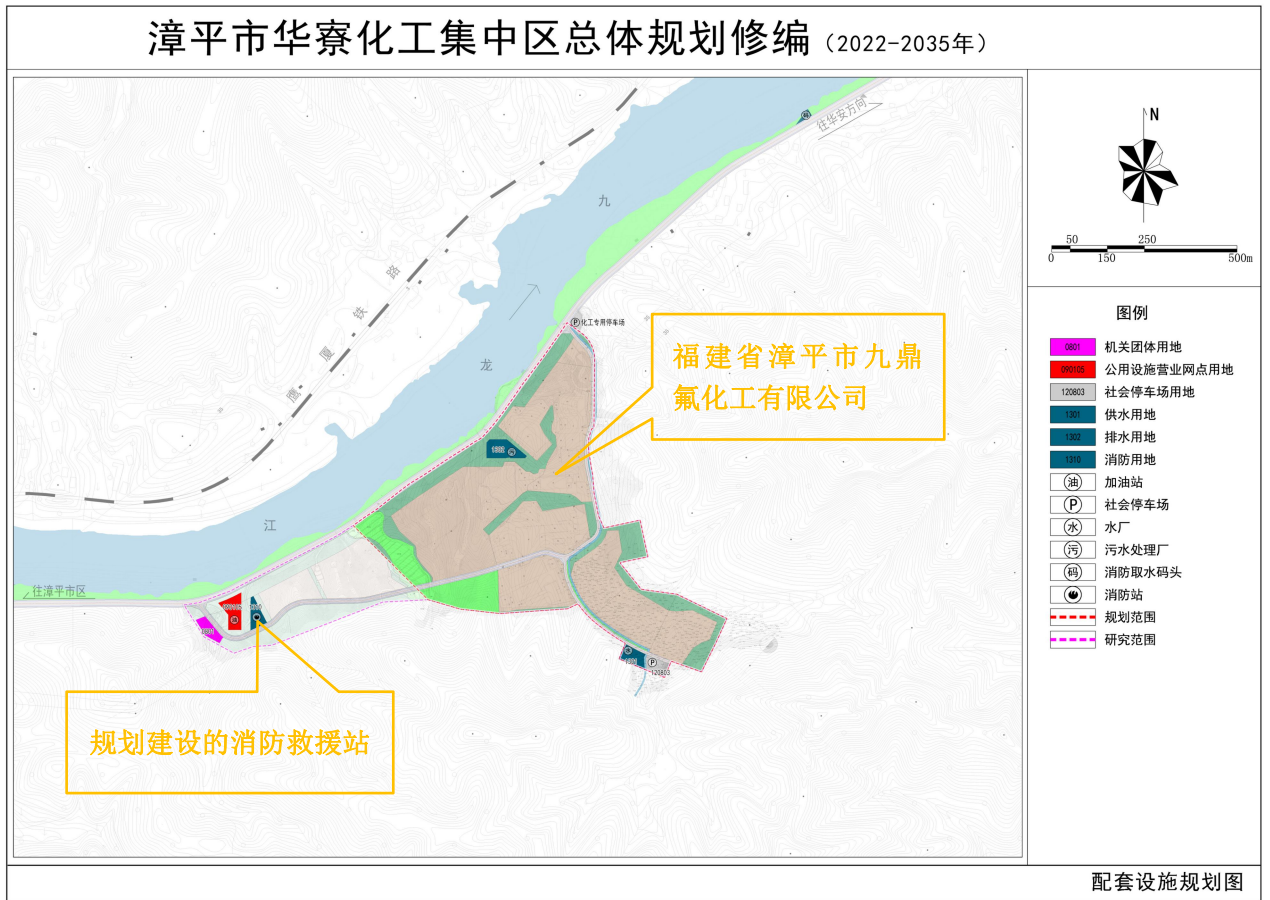 漳平市华寮化工集中区总体规划修编（2022-2035年）
往华安方向
九
龙
江
鹰
厦
铁
路
P 化工专用停车场
福建省漳平市九鼎
氟化工有限公司
1302 污
往漳平市区
090105
油
P
120803
规划建设的消防救援站
N
50 250
0 150 500m
图例
0801 机关团体用地
090105 公用设施营业网点用地
120803 社会停车场用地
1301 供水用地
1302 排水用地
1310 消防用地
油 加油站
P 社会停车场
水 水厂
污 污水处理厂
码 消防取水码头
消防站
规划范围
研究范围
配套设施规划图